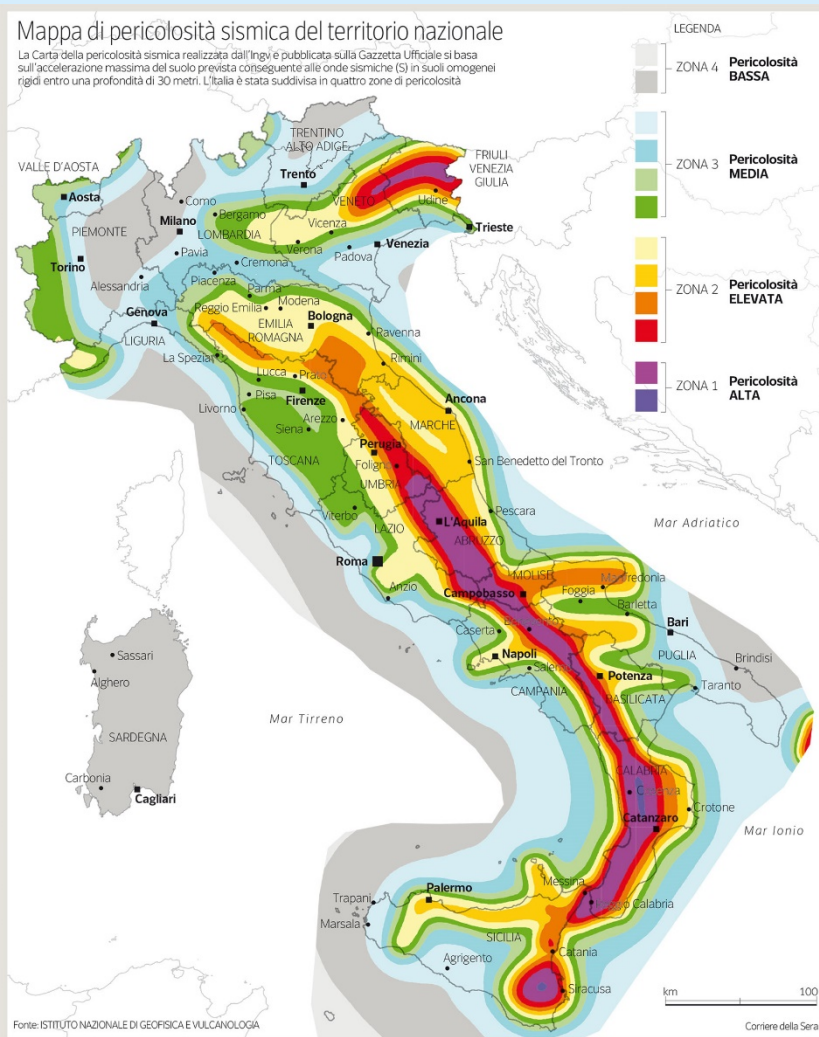 Mappa di pericolosità sismica del territorio nazionale
La Carta della pericolosità sismica realizzata dall'Ingv e pubblicata sulla Gazzetta Ufficiale si basa
sull'accelerazione massima del suolo prevista conseguente alle onde sismiche (S) in suoli omogenei
rigidi entro una profondità di 30 metri. L'Italia è stata suddivisa in quattro zone di pericolosità
LEGENDA
ZONA 4 Pericolosità
BASSA
ZONA 3 Pericolosità
MEDIA
ZONA 2 Pericolosità
ELEVATA
ZONA 1 Pericolosità
ALTA
TRENTINO
ALTO ADIGE
FRIULI
VENEZIA
GIULIA
VALLE D'AOSTA
Trento
Aosta
VENETO
Udine
Como
Bergamo
Milano
Vicenza
Trieste
PIEMONTE
LOMBARDIA
Verona
Padova
Venezia
Pavia
Torino
Cremona
Alessandria
Piacenza
Parma
Genova
Reggio Emilia
Modena
EMILIA
ROMAGNA
Bologna
LIGURIA
Ravenna
La Spezia
Rimini
Lucca
Prato
Pisa
Firenze
Ancona
Livorno
Arezzo
MARCHE
Siena
Perugia
TOSCANA
Foligno
San Benedetto del Tronto
UMBRIA
Viterbo
Pescara
L'Aquila
LAZIO
ABRUZZO
Mar Adriatico
Roma
MOLISE
Manfredonia
Anzio
Campobasso
Foggia
Barletta
Caserta
Benevento
Bari
Napoli
PUGLIA
Brindisi
Salerno
Potenza
Taranto
CAMPANIA
BASILICATA
Sassari
Alghero
Mar Tirreno
SARDEGNA
CALABRIA
Carbonia
Cosenza
Cagliari
Crotone
Catanzaro
Mar Ionio
Messina
Palermo
Trapani
Reggio Calabria
Marsala
SICILIA
Catania
Agrigento
Siracusa
km 100
Fonte: ISTITUTO NAZIONALE DI GEOFISICA E VULCANOLOGIA
Corriere della Sera